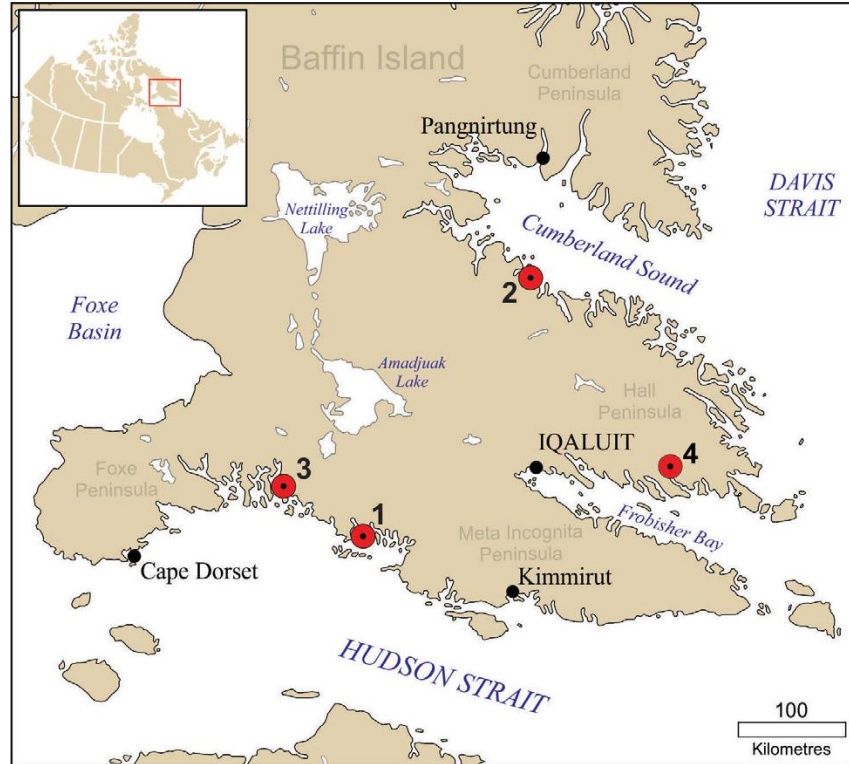 Baffin Island
Cumberland
Peninsula
Pangnirtung
DAVIS
STRAIT
Nettilling
Lake
Cumberland Sound
2
Foxe
Basin
Amadjuak
Lake
Hall
Peninsula
IQALUIT
4
Foxe
Peninsula
3
1
Frobisher Bay
Meta Incognita
Peninsula
Cape Dorset
Kimmirut
HUDSON STRAIT
100
Kilometres